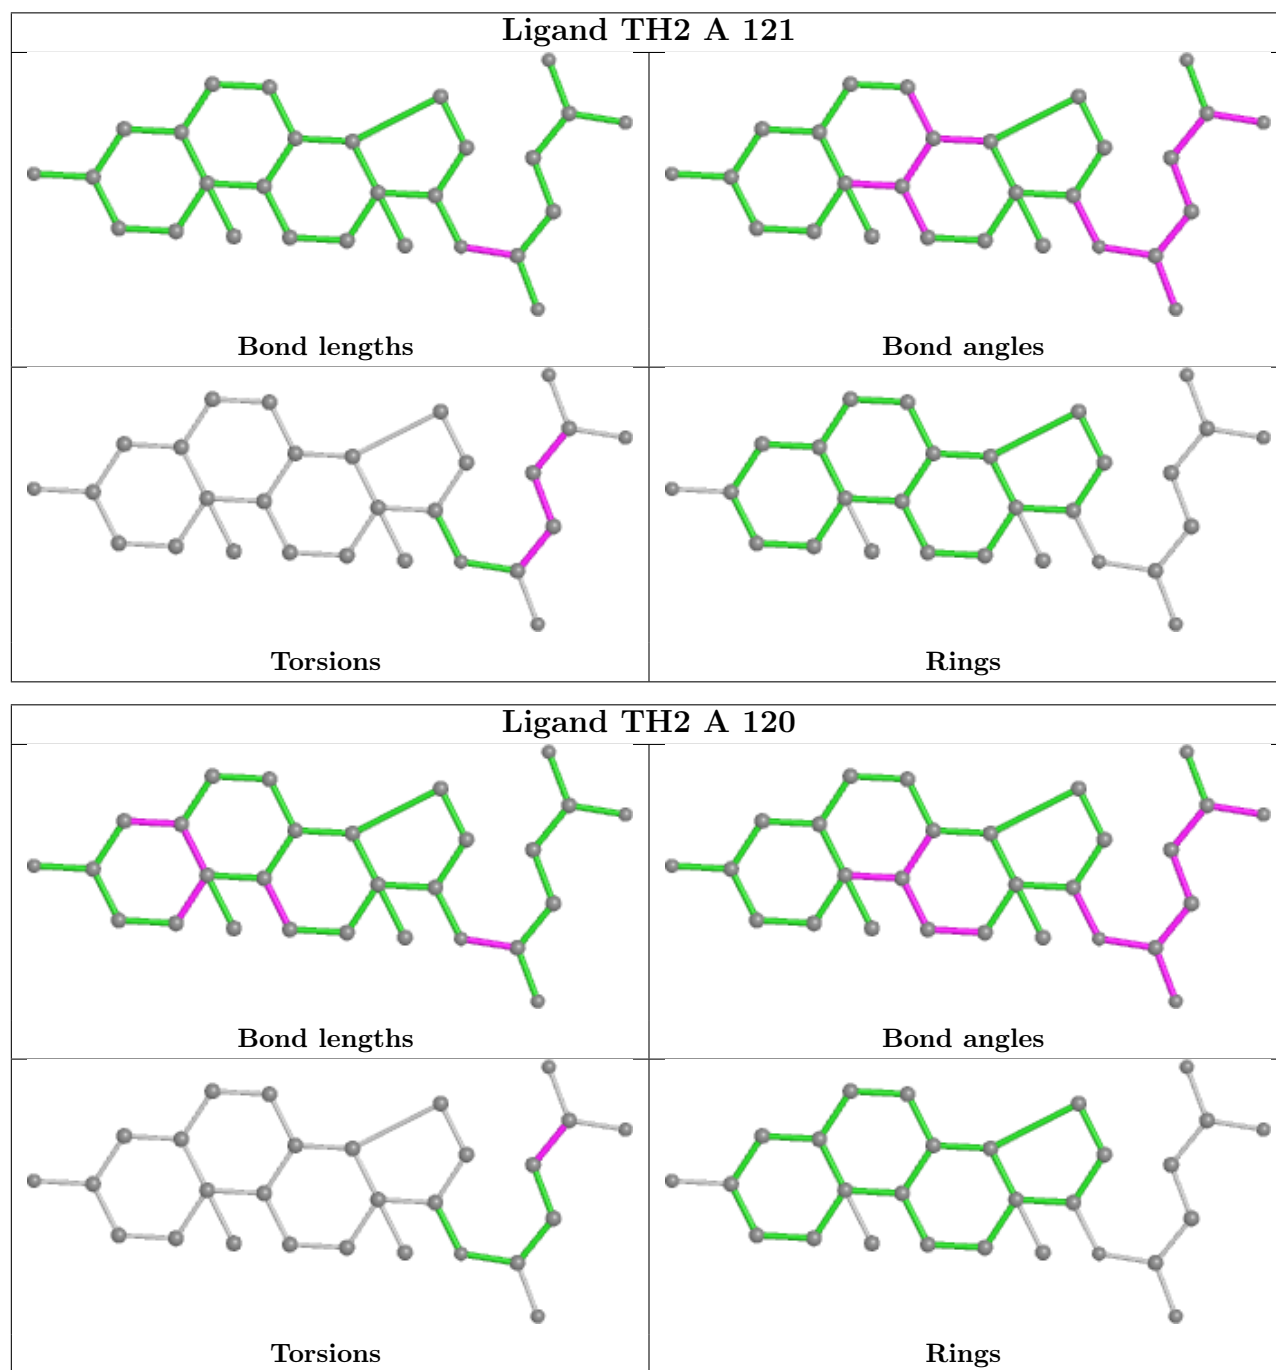 Ligand TH2 A 121
Bond lengths
Bond angles
Torsions
Rings
Ligand TH2 A 120
Bond lengths
Bond angles
Torsions
Rings